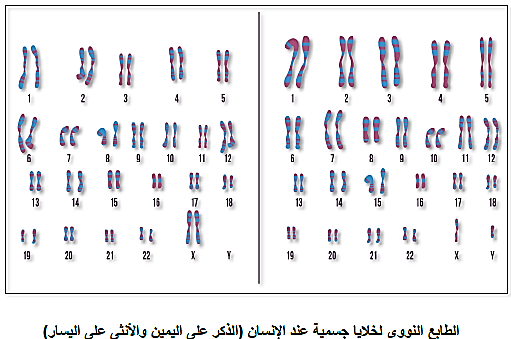 1 2 3 4 5 1 2 3 4 5
6 7 8 9 10 11 12 6 7 8 9 10 11 12
13 14 15 16 17 18 13 14 15 16 17 18
19 20 21 22 X Y 19 20 21 22 X Y
الطابع النووي لخلايا جسمية عند الإنسان (الذكر على اليمين والأنثى على اليسار)